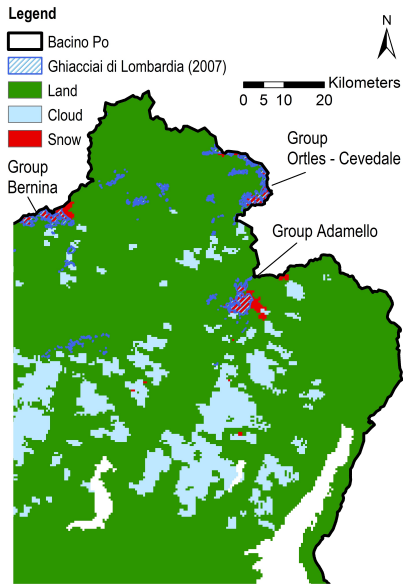 Legend
Bacino Po
Ghiacciai di Lombardia (2007)
Land
Cloud
Snow
N
Kilometers
0 5 10 20
Group
Ortles - Cevedale
Group
Bernina
Group Adamello